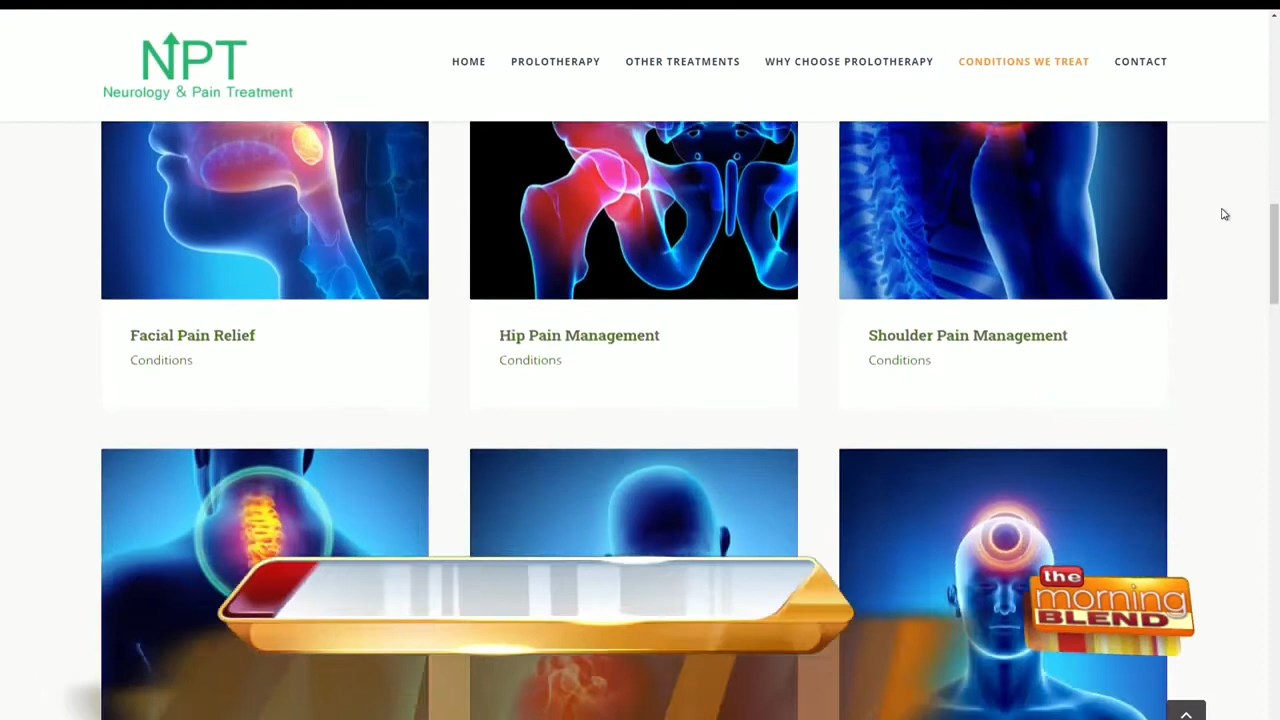 NPT
Neurology & Pain Treatment
HOME PROLOTHERAPY OTHER TREATMENTS WHY CHOOSE PROLOTHERAPY CONDITIONS WE TREAT CONTACT
Facial Pain Relief
Conditions
Hip Pain Management
Conditions
Shoulder Pain Management
Conditions
the
morning
BLEND